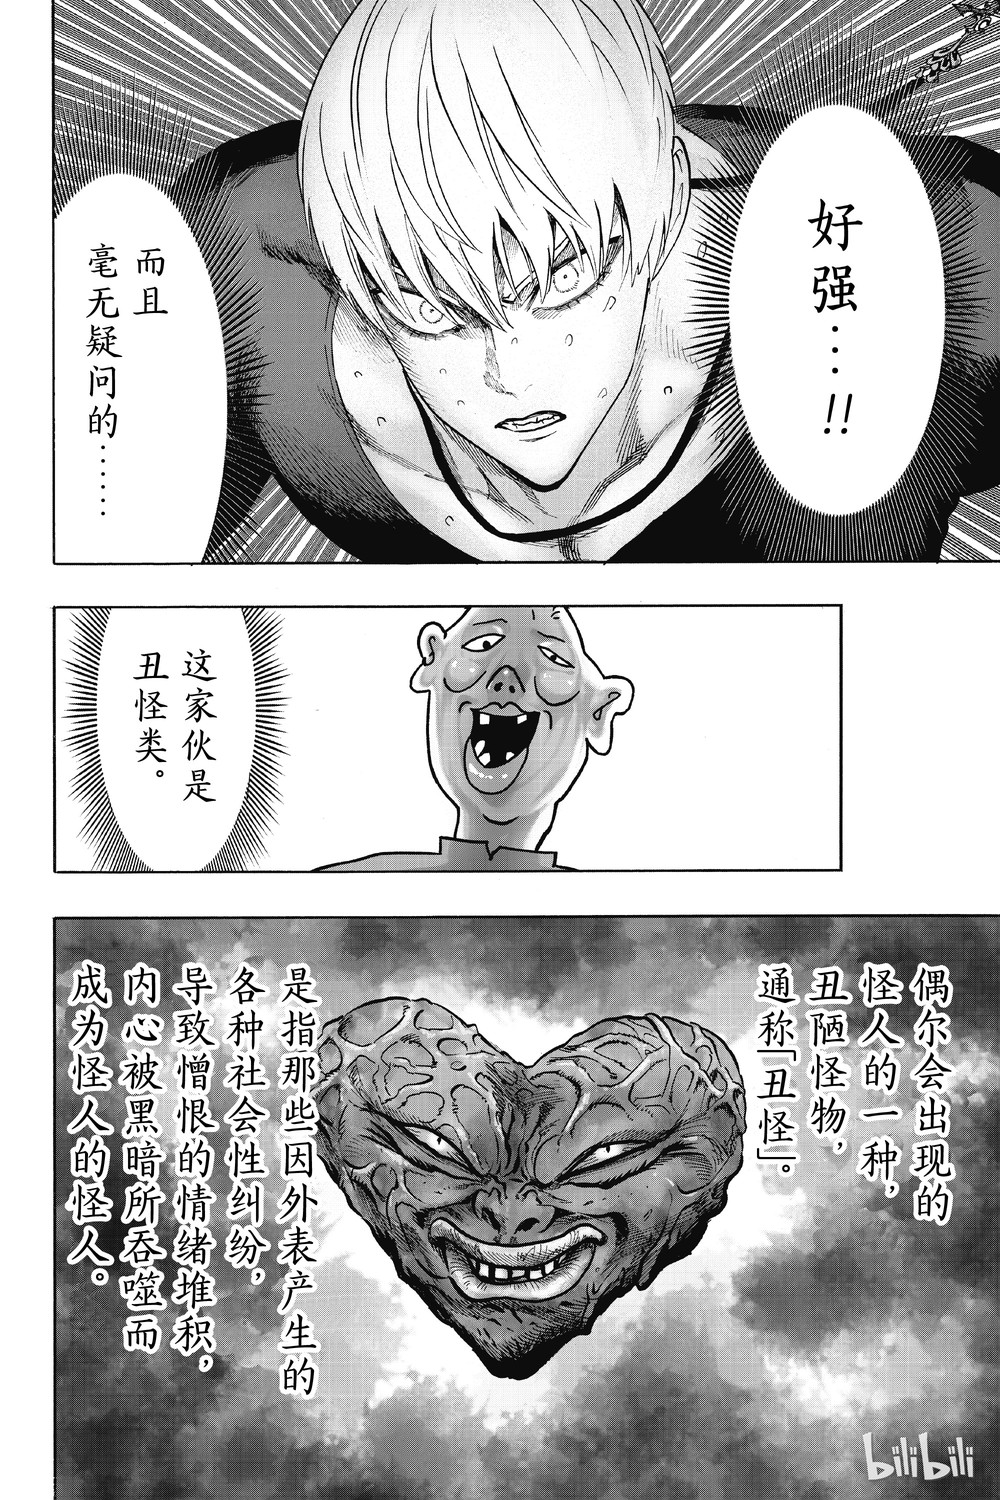 好强……!!
而且
毫无疑问的……
这家伙是
丑怪类。
偶尔会出现的
怪人的一种，
丑陋怪物，
通称「丑怪」。
是指那些因外表产生的
各种社会性纠纷，
导致憎恨的情绪堆积，
内心被黑暗所吞噬而
成为怪人的怪人。
bilibili